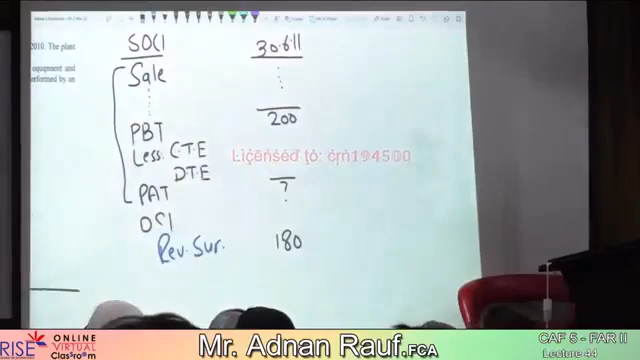 2010. The plant
equipment and
erformed by an
SOCI 30.6.11
Sale
PBT 200
Less. C.T.E
D.T.E
PAT ?
OCI
Rev. Sur. 180
Licensed to: crn194500
RISE ONLINE
VIRTUAL
Classroom
Mr. Adnan Rauf.FCA
CAF 5 - FAR II
Lecture 44